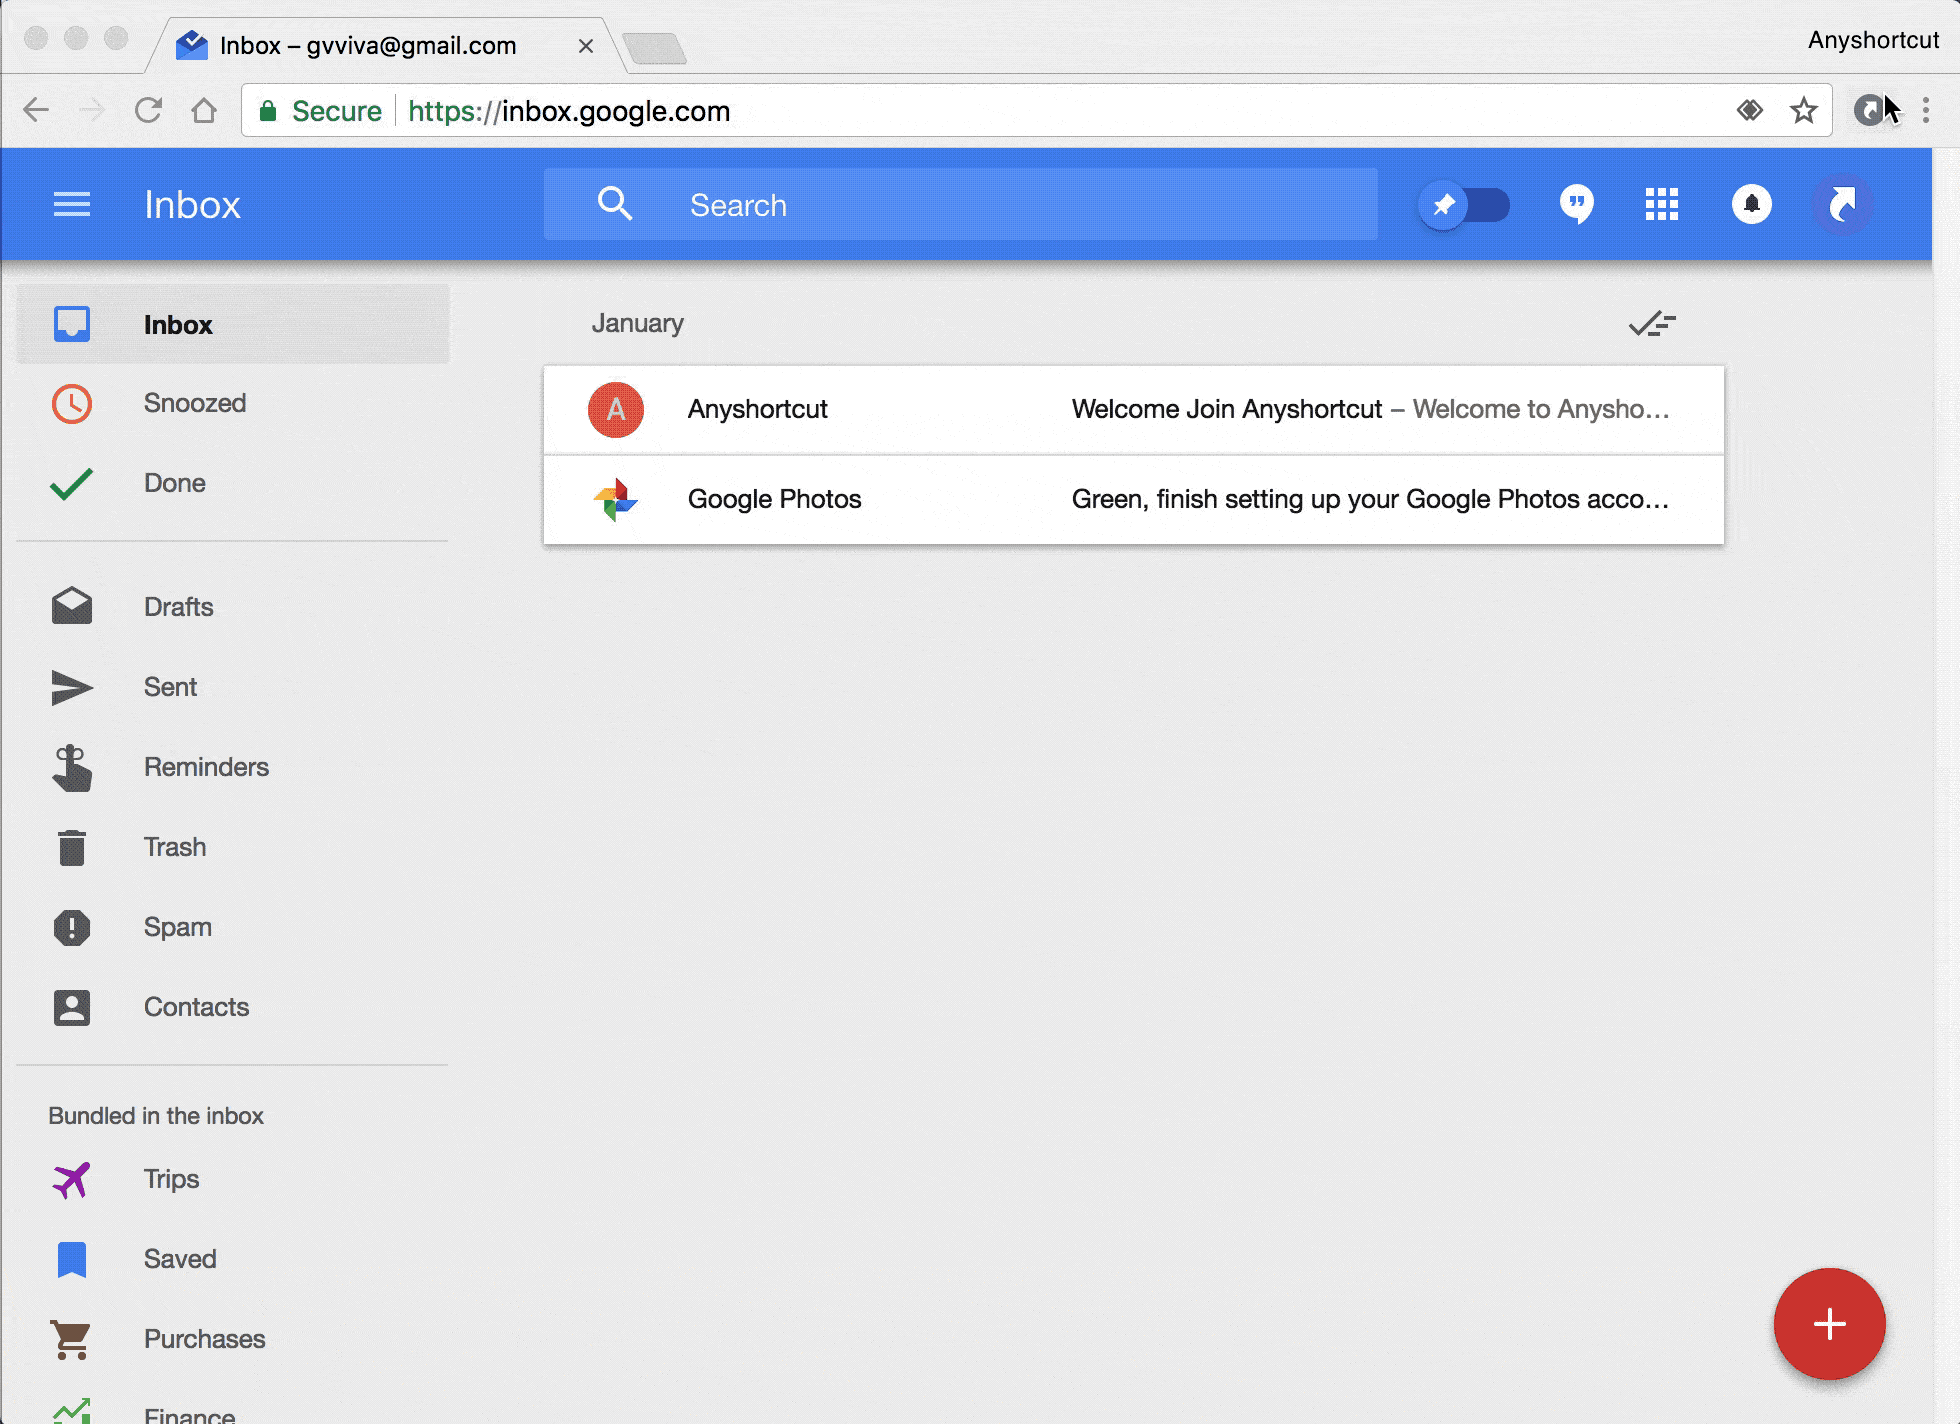 Inbox – gvviva@gmail.com
Anyshortcut
Secure https://inbox.google.com
Inbox
Search
Inbox
Snoozed
Done
Drafts
Sent
Reminders
Trash
Spam
Contacts
Bundled in the inbox
Trips
Saved
Purchases
Finance
January
A Anyshortcut Welcome Join Anyshortcut – Welcome to Anysho…
Google Photos Green, finish setting up your Google Photos acco…